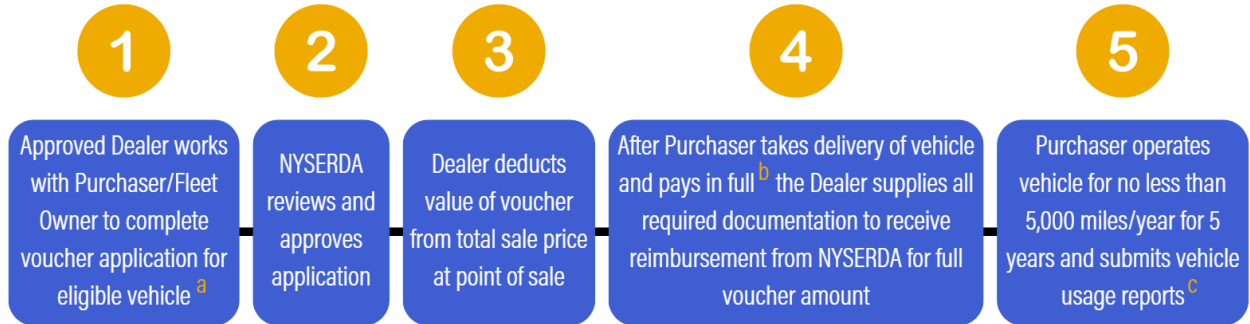 1
2
3
4
5
Approved Dealer works
with Purchaser/Fleet
Owner to complete
voucher application for
eligible vehicle a
NYSERDA
reviews and
approves
application
Dealer deducts
value of voucher
from total sale price
at point of sale
After Purchaser takes delivery of vehicle
and pays in full b the Dealer supplies all
required documentation to receive
reimbursement from NYSERDA for full
voucher amount
Purchaser operates
vehicle for no less than
5,000 miles/year for 5
years and submits vehicle
usage reports c